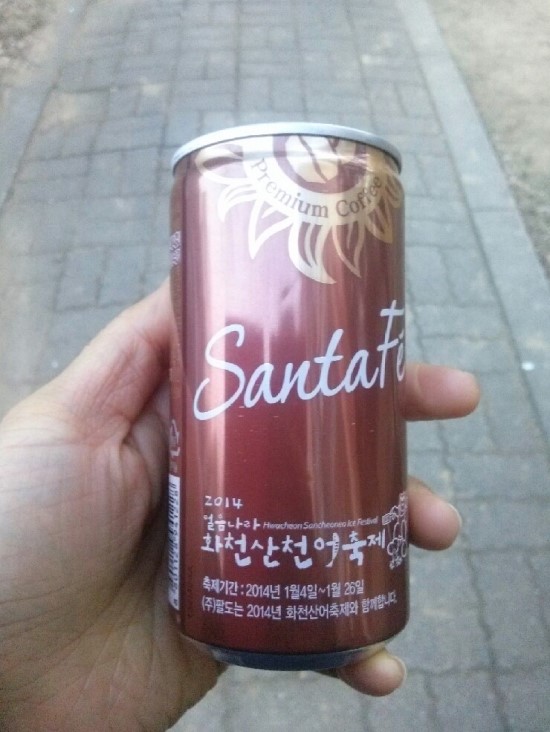 Premium Coffee
SantaFé
2014
얼음나라 Hwacheon Sancheoneo Ice Festival
화천산천어축제
축제기간 : 2014년 1월4일~1월 26일
(주)팔도는 2014년 화천산어축제와 함께합니다.